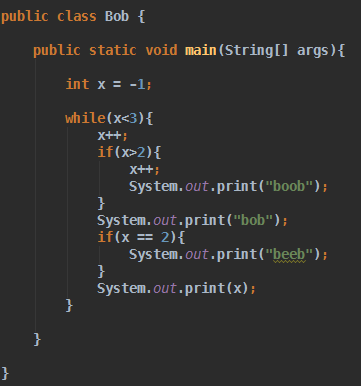 public class Bob {
public static void main(String[] args){
int x = -1;
while(x<3){
x++;
if(x>2){
x++;
System.out.print("boob");
}
System.out.print("bob");
if(x == 2){
System.out.print("beeb");
}
System.out.print(x);
}
}
}